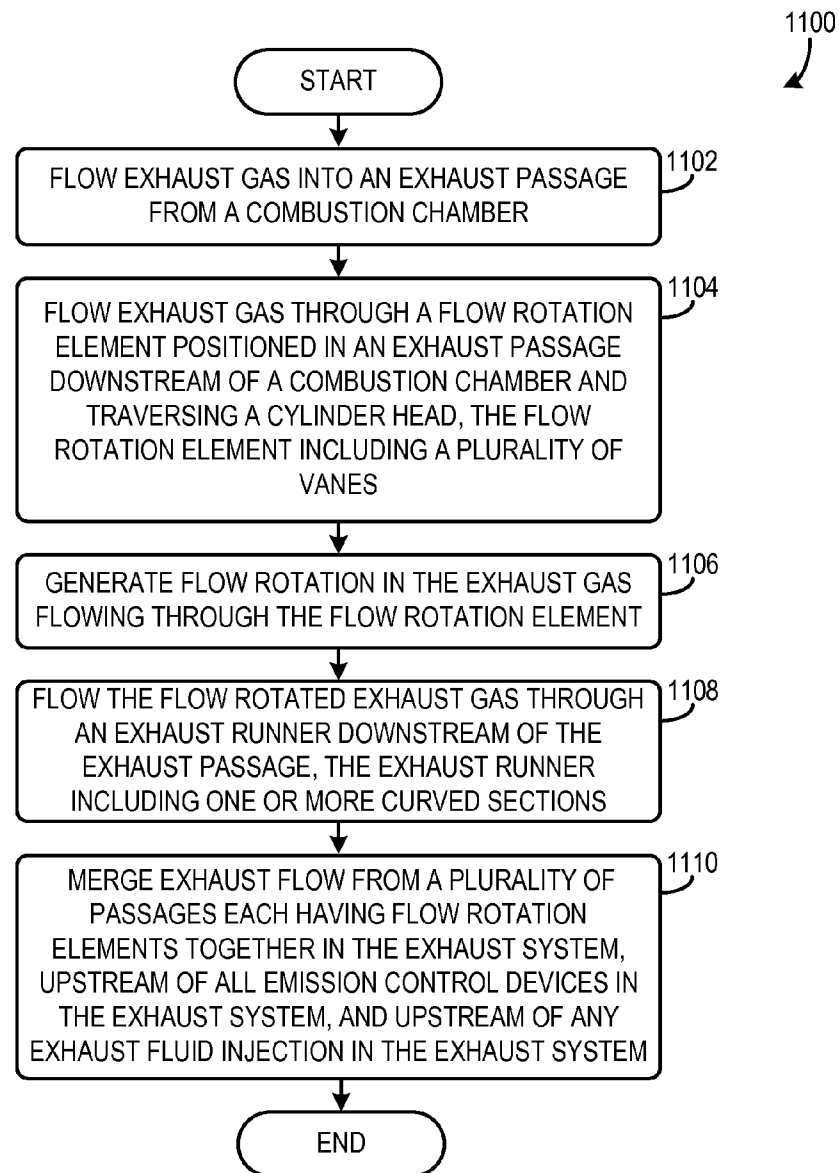 1100
START
FLOW EXHAUST GAS INTO AN EXHAUST PASSAGE
FROM A COMBUSTION CHAMBER
1102
FLOW EXHAUST GAS THROUGH A FLOW ROTATION
ELEMENT POSITIONED IN AN EXHAUST PASSAGE
DOWNSTREAM OF A COMBUSTION CHAMBER AND
TRAVERSING A CYLINDER HEAD, THE FLOW
ROTATION ELEMENT INCLUDING A PLURALITY OF
VANES
1104
GENERATE FLOW ROTATION IN THE EXHAUST GAS
FLOWING THROUGH THE FLOW ROTATION ELEMENT
1106
FLOW THE FLOW ROTATED EXHAUST GAS THROUGH
AN EXHAUST RUNNER DOWNSTREAM OF THE
EXHAUST PASSAGE, THE EXHAUST RUNNER
INCLUDING ONE OR MORE CURVED SECTIONS
1108
MERGE EXHAUST FLOW FROM A PLURALITY OF
PASSAGES EACH HAVING FLOW ROTATION
ELEMENTS TOGETHER IN THE EXHAUST SYSTEM,
UPSTREAM OF ALL EMISSION CONTROL DEVICES IN
THE EXHAUST SYSTEM, AND UPSTREAM OF ANY
EXHAUST FLUID INJECTION IN THE EXHAUST SYSTEM
1110
END